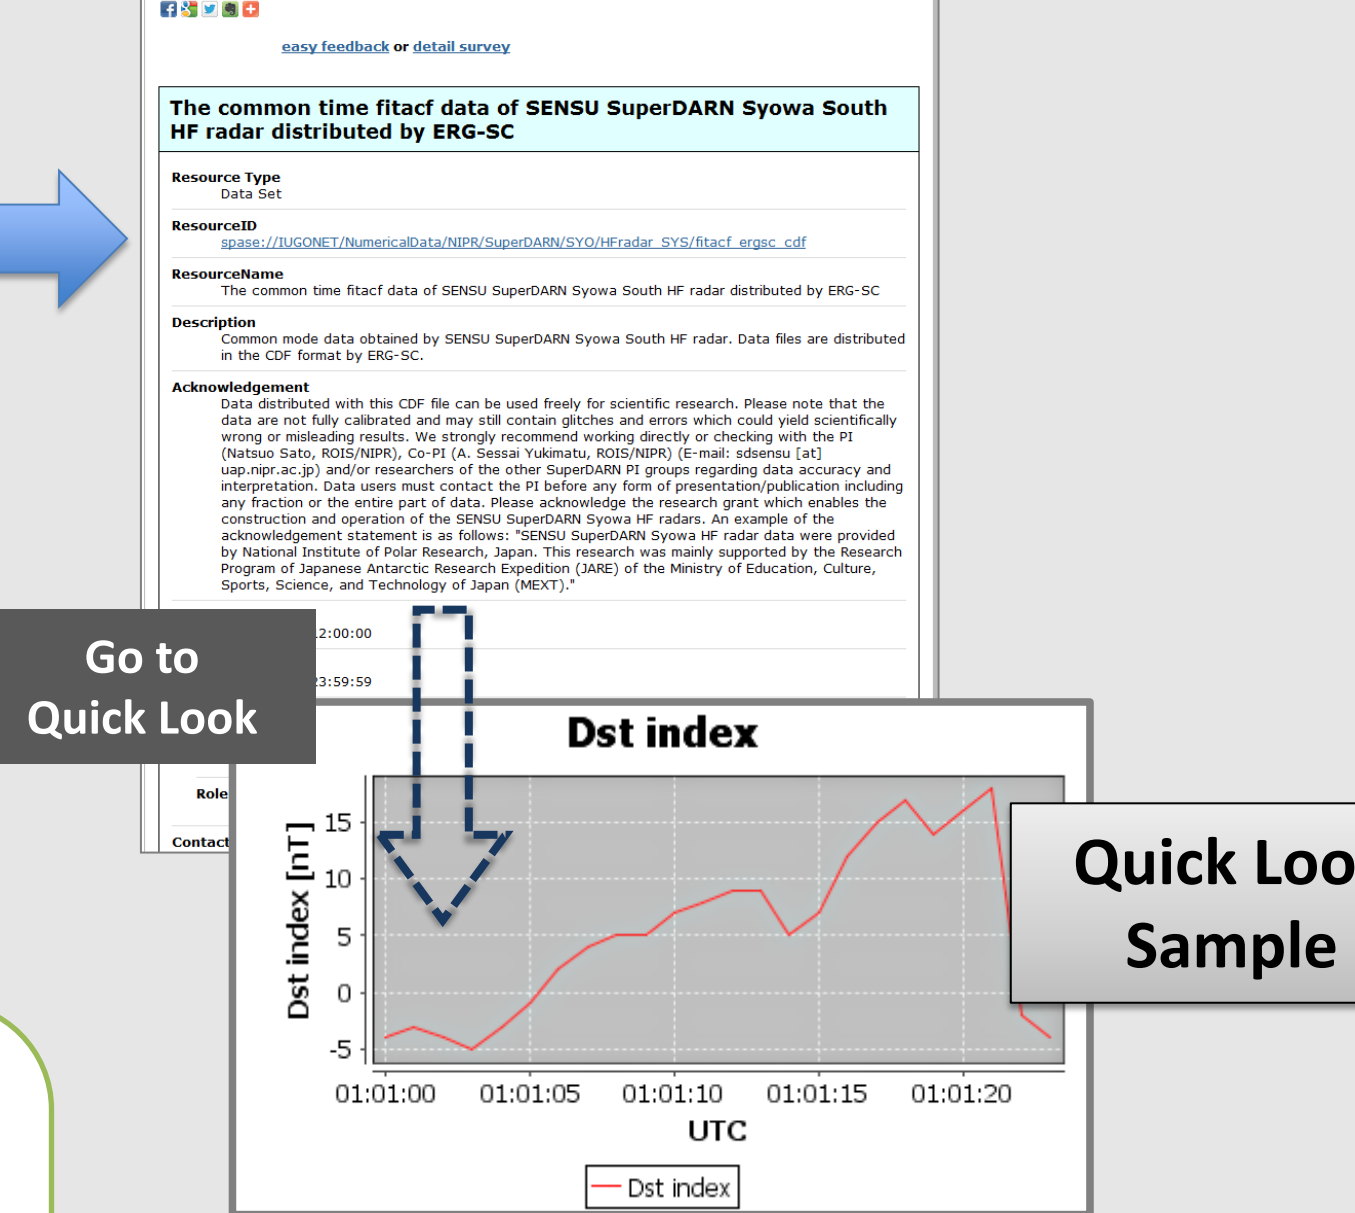 easy feedback or detail survey
The common time fitacf data of SENSU SuperDARN Syowa South
HF radar distributed by ERG-SC
Resource Type
Data Set
ResourceID
spase://IUGONET/NumericalData/NIPR/SuperDARN/SYO/HFradar_SYS/fitacf_ergsc_cdf
ResourceName
The common time fitacf data of SENSU SuperDARN Syowa South HF radar distributed by ERG-SC
Description
Common mode data obtained by SENSU SuperDARN Syowa South HF radar. Data files are distributed
in the CDF format by ERG-SC.
Acknowledgement
Data distributed with this CDF file can be used freely for scientific research. Please note that the
data are not fully calibrated and may still contain glitches and errors which could yield scientifically
wrong or misleading results. We strongly recommend working directly or checking with the PI
(Natsuo Sato, ROIS/NIPR), Co-PI (A. Sessai Yukimatu, ROIS/NIPR) (E-mail: sdsensu [at]
uap.nipr.ac.jp) and/or researchers of the other SuperDARN PI groups regarding data accuracy and
interpretation. Data users must contact the PI before any form of presentation/publication including
any fraction or the entire part of data. Please acknowledge the research grant which enables the
construction and operation of the SENSU SuperDARN Syowa HF radars. An example of the
acknowledgement statement is as follows: "SENSU SuperDARN Syowa HF radar data were provided
by National Institute of Polar Research, Japan. This research was mainly supported by the Research
Program of Japanese Antarctic Research Expedition (JARE) of the Ministry of Education, Culture,
Sports, Science, and Technology of Japan (MEXT)."
2:00:00
23:59:59
Go to
Quick Look
Role
Contact
Dst index
Dst index [nT]
15
10
5
0
-5
01:01:00 01:01:05 01:01:10 01:01:15 01:01:20
UTC
Dst index
Quick Loo
Sample